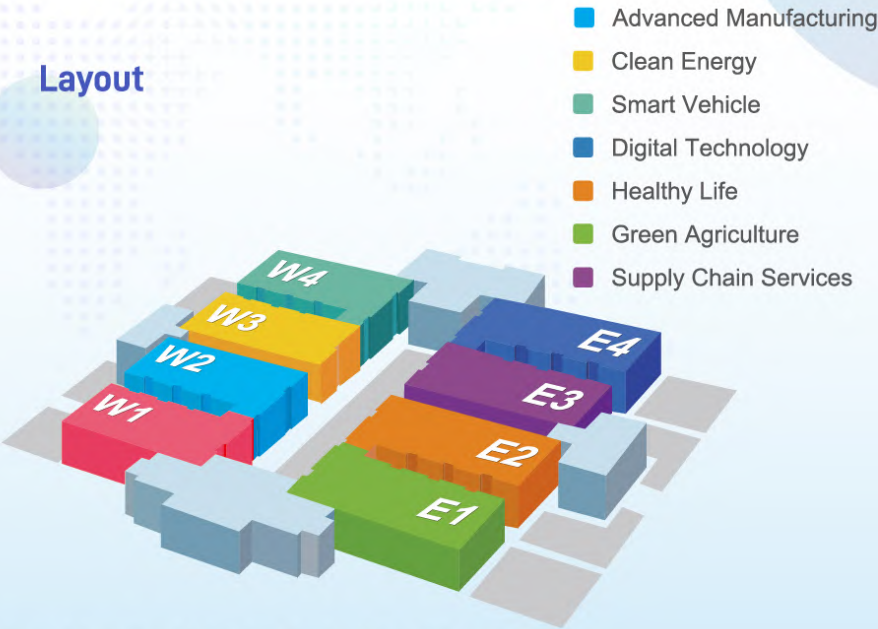 Layout
Advanced Manufacturing
Clean Energy
Smart Vehicle
Digital Technology
Healthy Life
Green Agriculture
Supply Chain Services
W4
W3
W2
W1
E4
E3
E2
E1